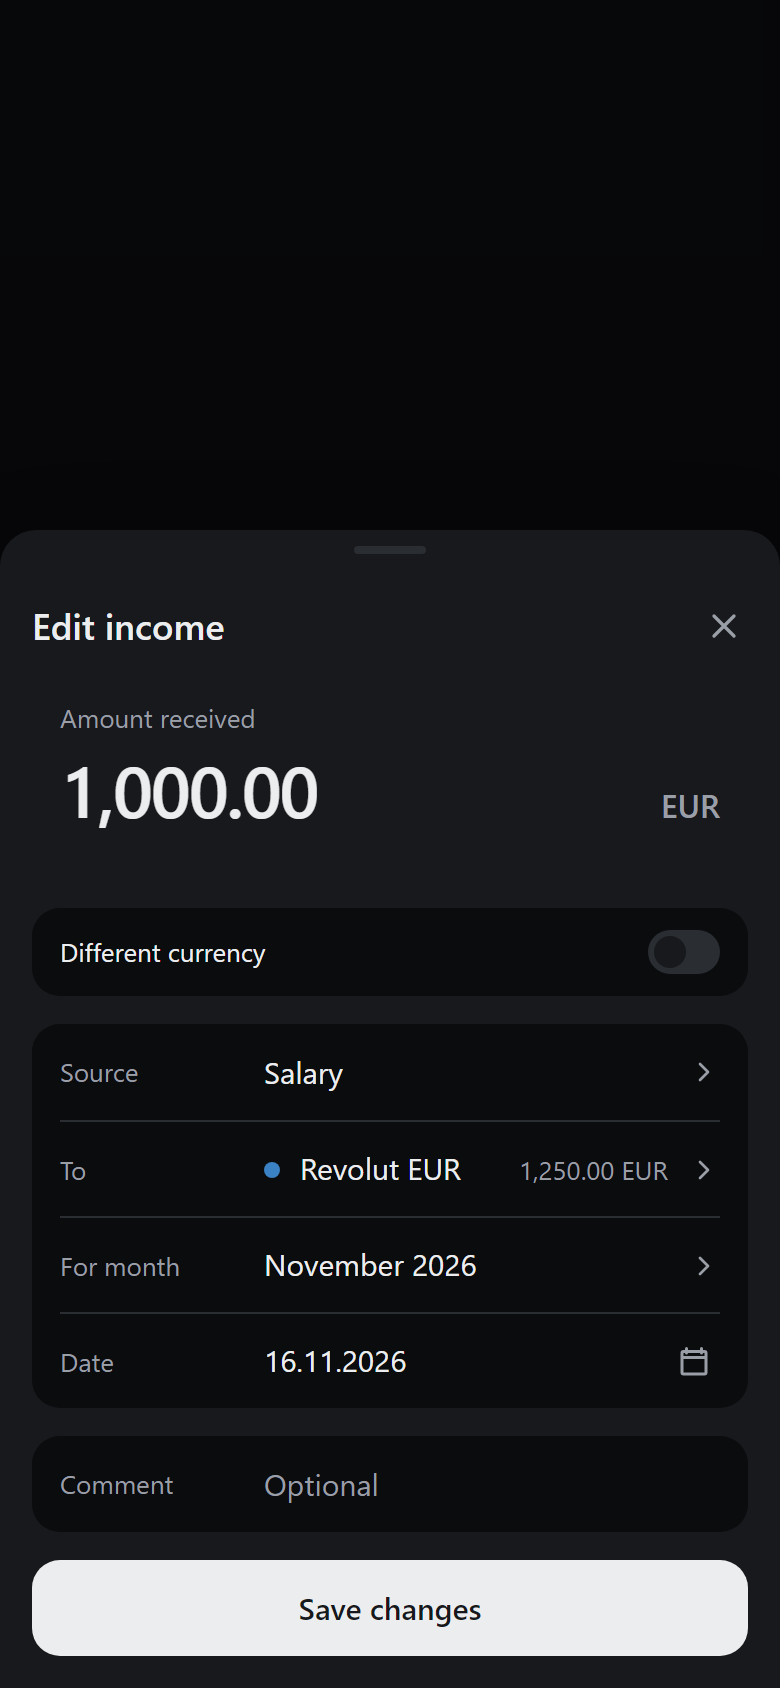 Edit income
Amount received
1,000.00 EUR
Different currency
Source Salary
To Revolut EUR 1,250.00 EUR
For month November 2026
Date 16.11.2026
Comment Optional
Save changes